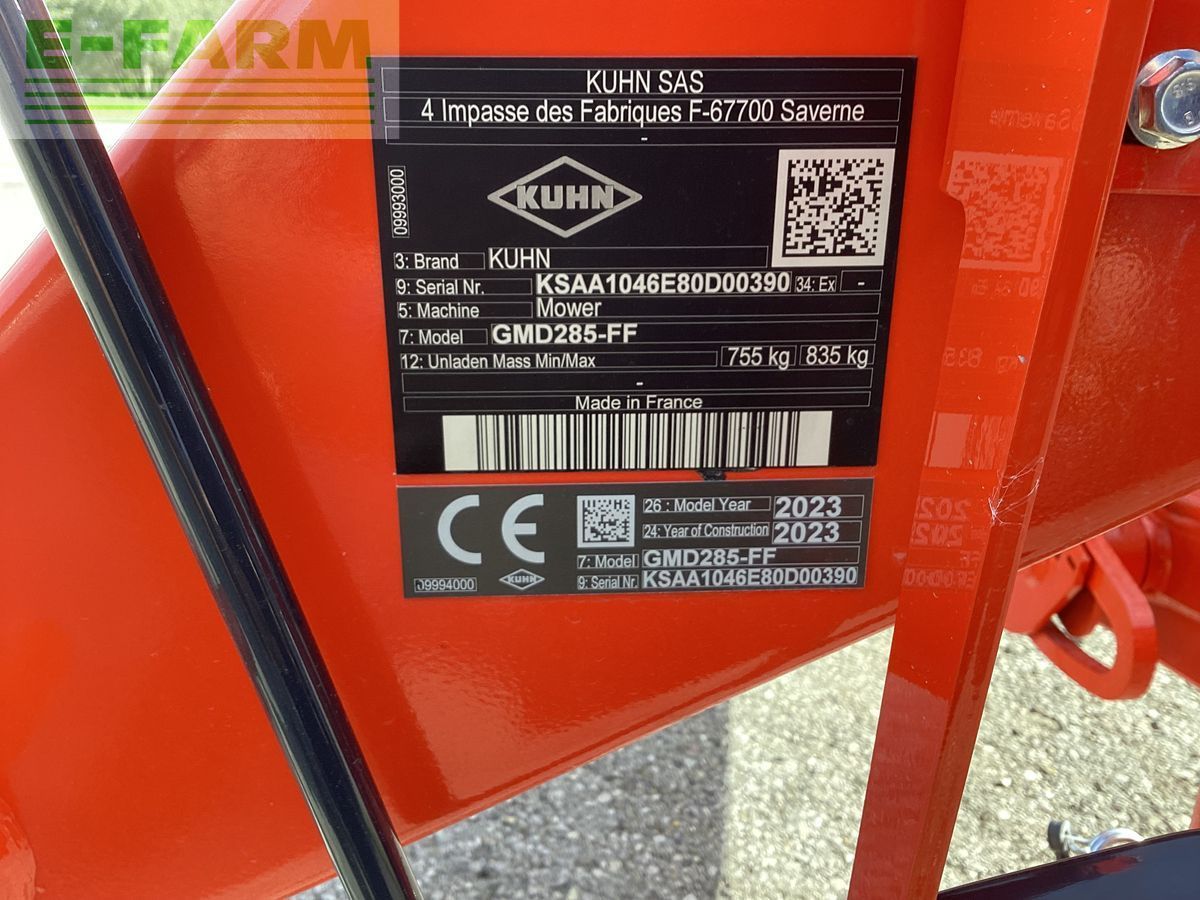 E-FARM
KUHN SAS
4 Impasse des Fabriques F-67700 Saverne
-
09993000
KUHN
3: Brand KUHN
9: Serial Nr. KSAA1046E80D00390 34: Ex -
5: Machine Mower
7: Model GMD285-FF
12: Unladen Mass Min/Max 755 kg 835 kg
-
Made in France
CE
26 : Model Year 2023
24: Year of Construction 2023
7: Model GMD285-FF
09994000 KUHN 9: Serial Nr. KSAA1046E80D00390